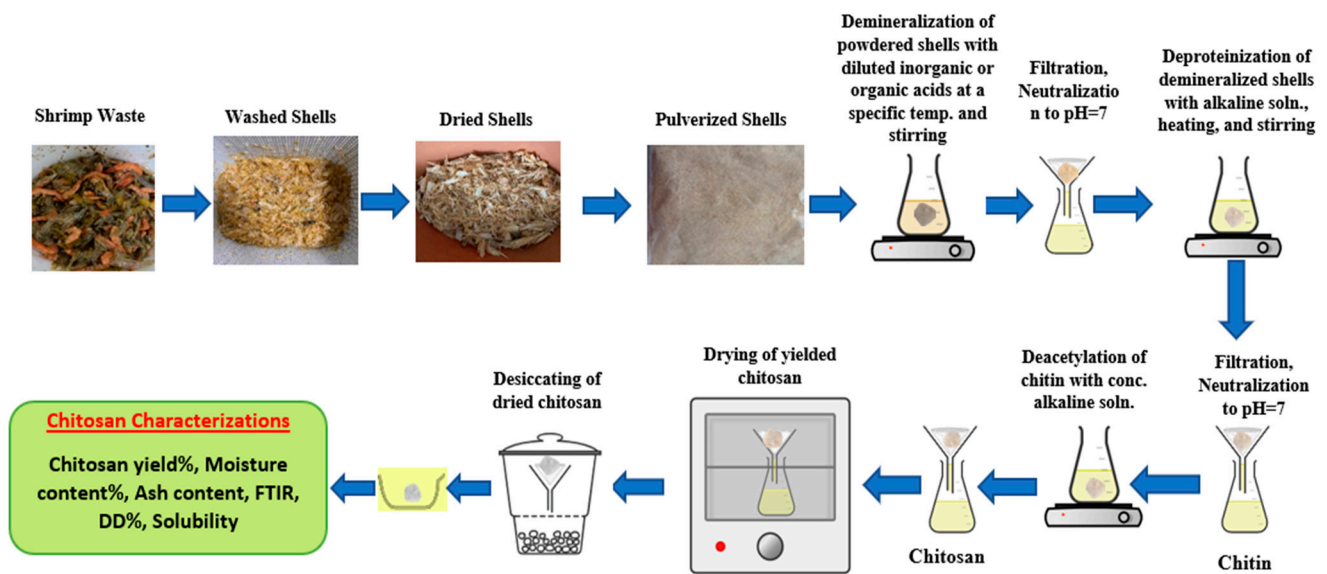 Shrimp Waste
Washed Shells
Dried Shells
Pulverized Shells
Demineralization of
powdered shells with
diluted inorganic or
organic acids at a
specific temp. and
stirring
Filtration,
Neutralizatio
n to pH=7
Deproteinization of
demineralized shells
with alkaline soln.,
heating, and stirring
Filtration,
Neutralization
to pH=7
Chitin
Deacetylation of
chitin with conc.
alkaline soln.
Chitosan
Drying of yielded
chitosan
Desiccating of
dried chitosan
Chitosan Characterizations
Chitosan yield%, Moisture
content%, Ash content, FTIR,
DD%, Solubility